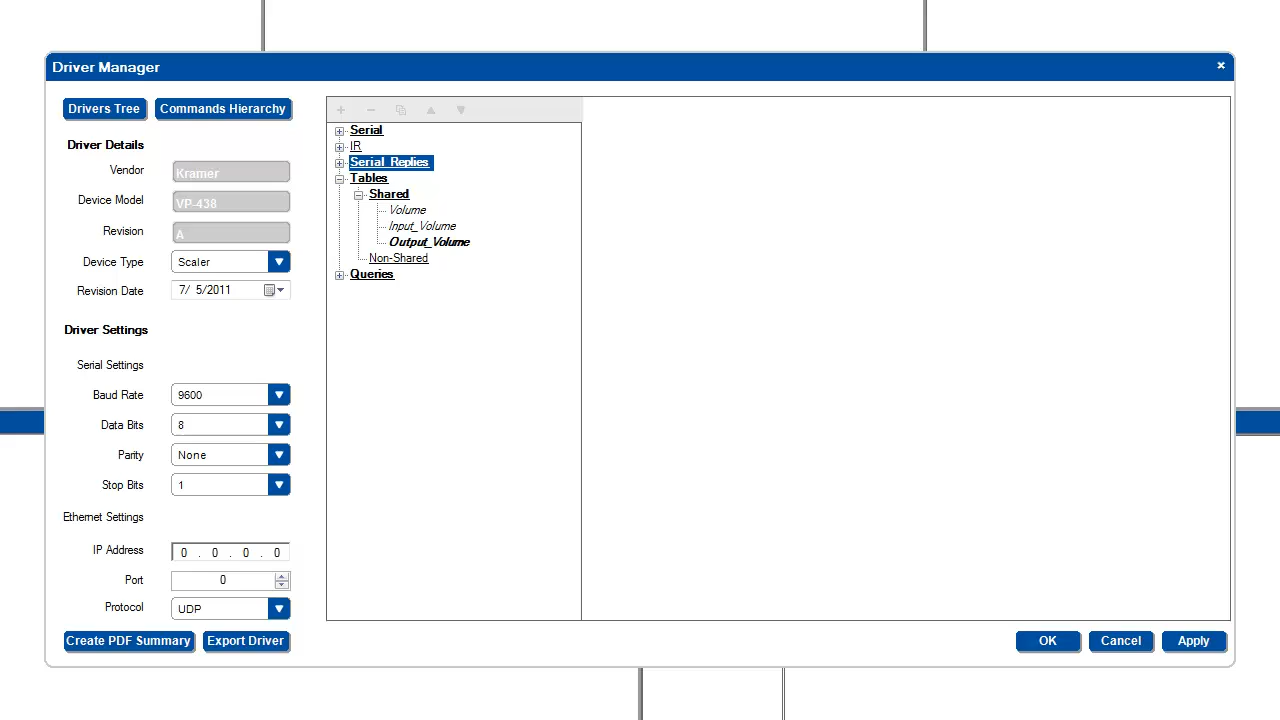 Driver Manager
Drivers Tree
Commands Hierarchy
Driver Details
Vendor
Kramer
Device Model
VP-438
Revision
A
Device Type
Scaler
Revision Date
7/ 5/2011
Driver Settings
Serial Settings
Baud Rate
9600
Data Bits
8
Parity
None
Stop Bits
1
Ethernet Settings
IP Address
0 . 0 . 0 . 0
Port
0
Protocol
UDP
Create PDF Summary
Export Driver
Serial
IR
Serial_Replies
Tables
Shared
Volume
Input_Volume
Output_Volume
Non-Shared
Queries
OK
Cancel
Apply